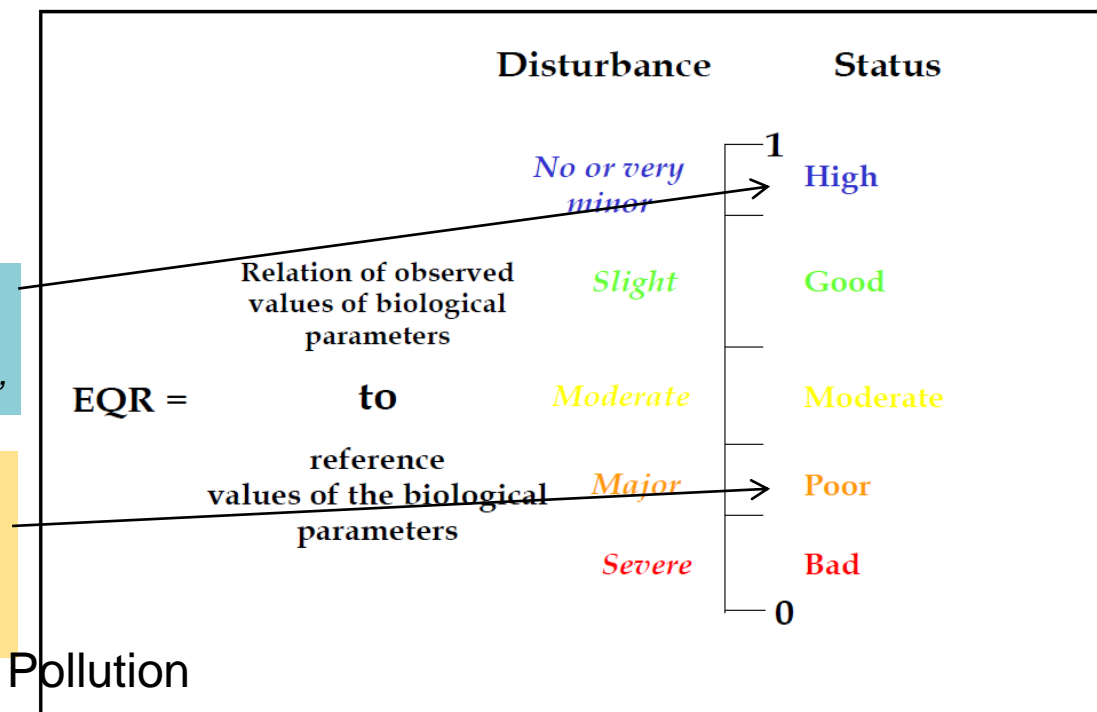 Disturbance Status
1
No or very
minor
High
Relation of observed
values of biological
parameters
Slight
Good
,
EQR =
to
Moderate
Moderate
reference
values of the biological
parameters
Major
Poor
Severe
Bad
0
Pollution